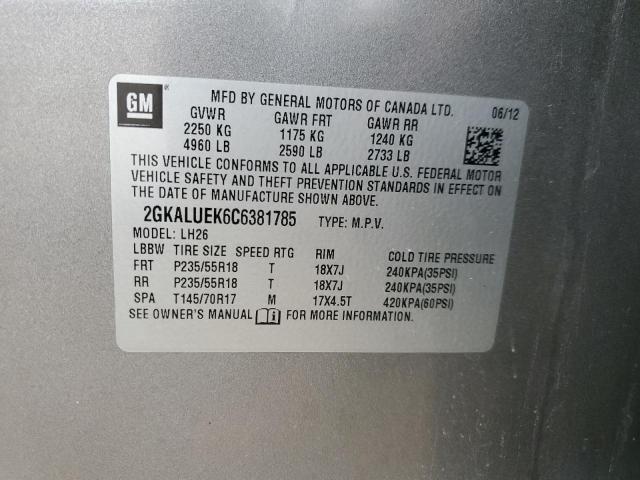 GM
MFD BY GENERAL MOTORS OF CANADA LTD. 06/12
GVWR GAWR FRT GAWR RR
2250 KG 1175 KG 1240 KG
4960 LB 2590 LB 2733 LB
THIS VEHICLE CONFORMS TO ALL APPLICABLE U.S. FEDERAL MOTOR
VEHICLE SAFETY AND THEFT PREVENTION STANDARDS IN EFFECT ON
THE DATE OF MANUFACTURE SHOWN ABOVE.
2GKALUEK6C6381785 TYPE: M.P.V.
MODEL: LH26
LBBW TIRE SIZE SPEED RTG RIM COLD TIRE PRESSURE
FRT P235/55R18 T 18X7J 240KPA(35PSI)
RR P235/55R18 T 18X7J 240KPA(35PSI)
SPA T145/70R17 M 17X4.5T 420KPA(60PSI)
SEE OWNER'S MANUAL FOR MORE INFORMATION.